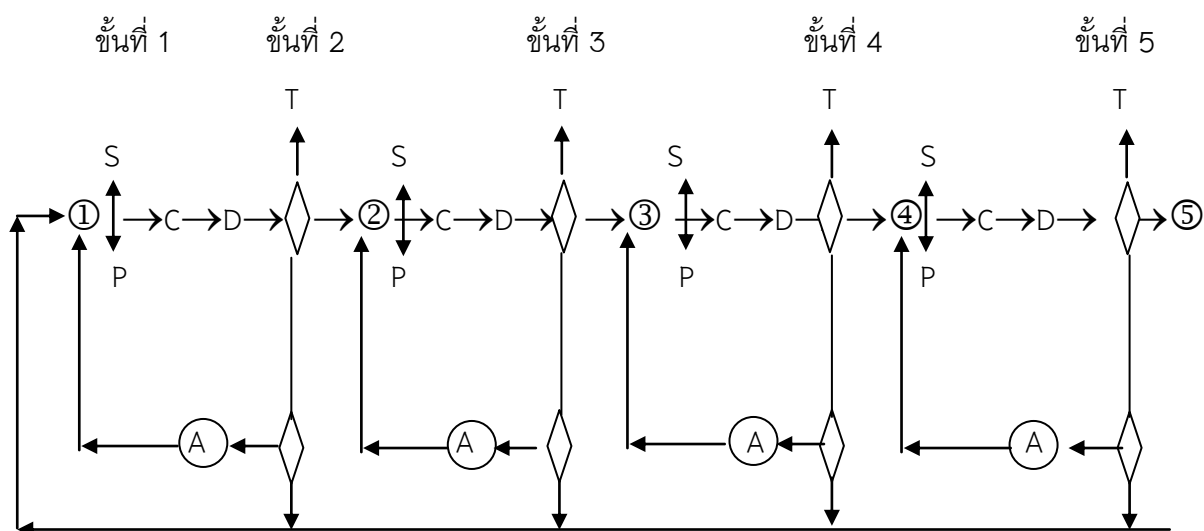 ขั้นที่ 1 ขั้นที่ 2 ขั้นที่ 3 ขั้นที่ 4 ขั้นที่ 5
T T T T
S S S S
① C D ② C D ③ C D ④ C D ⑤
P P P P
A A A A